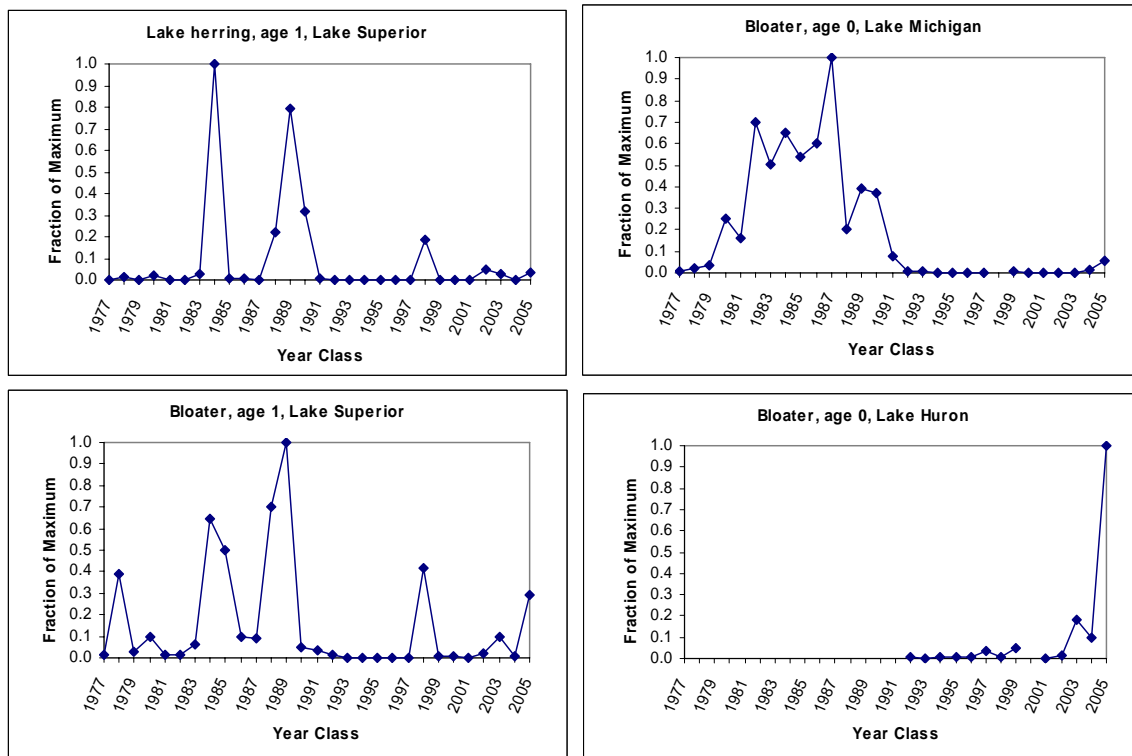 Lake herring, age 1, Lake Superior
Fraction of Maximum
1.0
0.9
0.8
0.7
0.6
0.5
0.4
0.3
0.2
0.1
0.0
1977 1979 1981 1983 1985 1987 1989 1991 1993 1995 1997 1999 2001 2003 2005
Year Class
Bloater, age 0, Lake Michigan
Fraction of Maximum
1.0
0.9
0.8
0.7
0.6
0.5
0.4
0.3
0.2
0.1
0.0
1977 1979 1981 1983 1985 1987 1989 1991 1993 1995 1997 1999 2001 2003 2005
Year Class
Bloater, age 1, Lake Superior
Fraction of Maximum
1.0
0.9
0.8
0.7
0.6
0.5
0.4
0.3
0.2
0.1
0.0
1977 1979 1981 1983 1985 1987 1989 1991 1993 1995 1997 1999 2001 2003 2005
Year Class
Bloater, age 0, Lake Huron
Fraction of Maximum
1.0
0.9
0.8
0.7
0.6
0.5
0.4
0.3
0.2
0.1
0.0
1977 1979 1981 1983 1985 1987 1989 1991 1993 1995 1997 1999 2001 2003 2005
Year Class